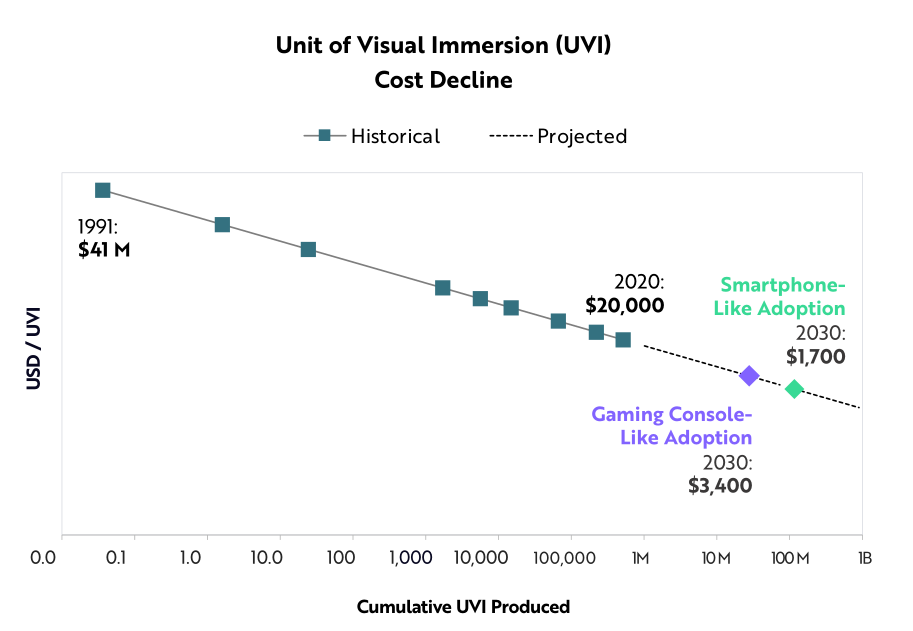 Unit of Visual Immersion (UVI)
Cost Decline
Historical
Projected
1991:
$41 M
2020:
$20,000
Smartphone-
Like Adoption
2030:
$1,700
Gaming Console-
Like Adoption
2030:
$3,400
USD / UVI
0.0 0.1 1.0 10.0 100 1,000 10,000 100,000 1M 10M 100M 1B
Cumulative UVI Produced